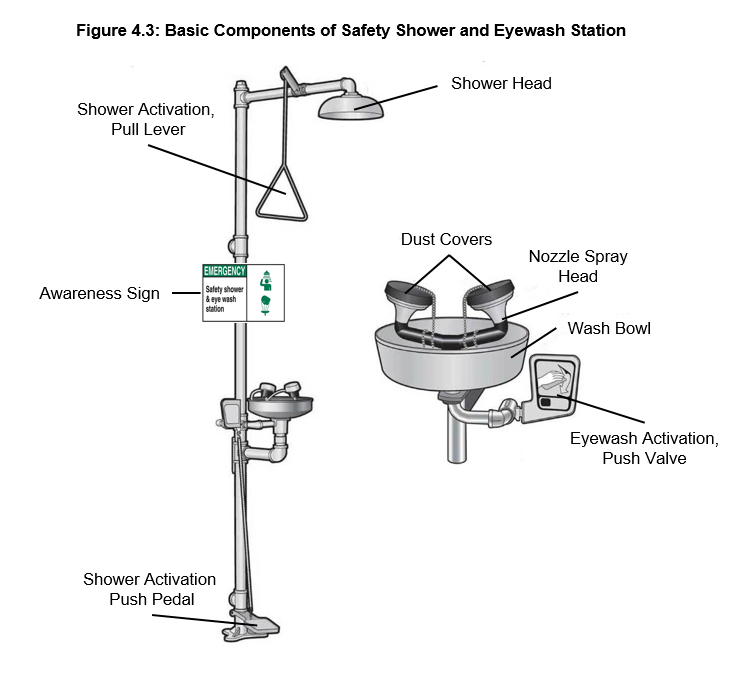 Figure 4.3: Basic Components of Safety Shower and Eyewash Station
Shower Head
Shower Activation,
Pull Lever
Dust Covers
Nozzle Spray
Head
EMERGENCY
Safety shower
& eye wash
station
Awareness Sign
Wash Bowl
Eyewash Activation,
Push Valve
Shower Activation
Push Pedal